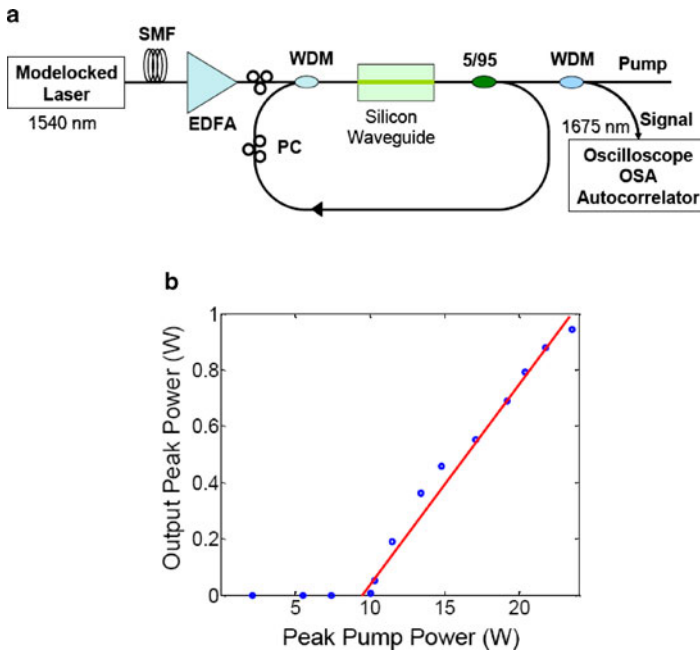 a
SMF
Modelocked
Laser
1540 nm
EDFA
WDM
PC
Silicon
Waveguide
5/95
WDM
Pump
Signal
1675 nm
Oscilloscope
OSA
Autocorrelator
b
Output Peak Power (W)
1
0.8
0.6
0.4
0.2
0
5 10 15 20
Peak Pump Power (W)